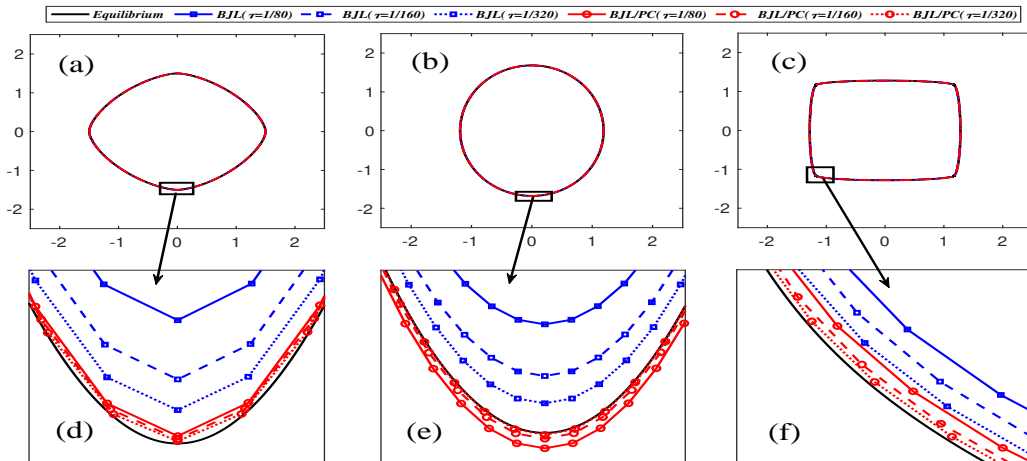 Equilibrium BJL(τ=1/80) BJL(τ=1/160) BJL(τ=1/320) BJL/PC(τ=1/80) BJL/PC(τ=1/160) BJL/PC(τ=1/320)
(a) (b) (c)
2 2 2
1 1 1
0 0 0
-1 -1 -1
-2 -2 -2
-2 -1 0 1 2 -2 -1 0 1 2 -2 -1 0 1 2
(d) (e) (f)